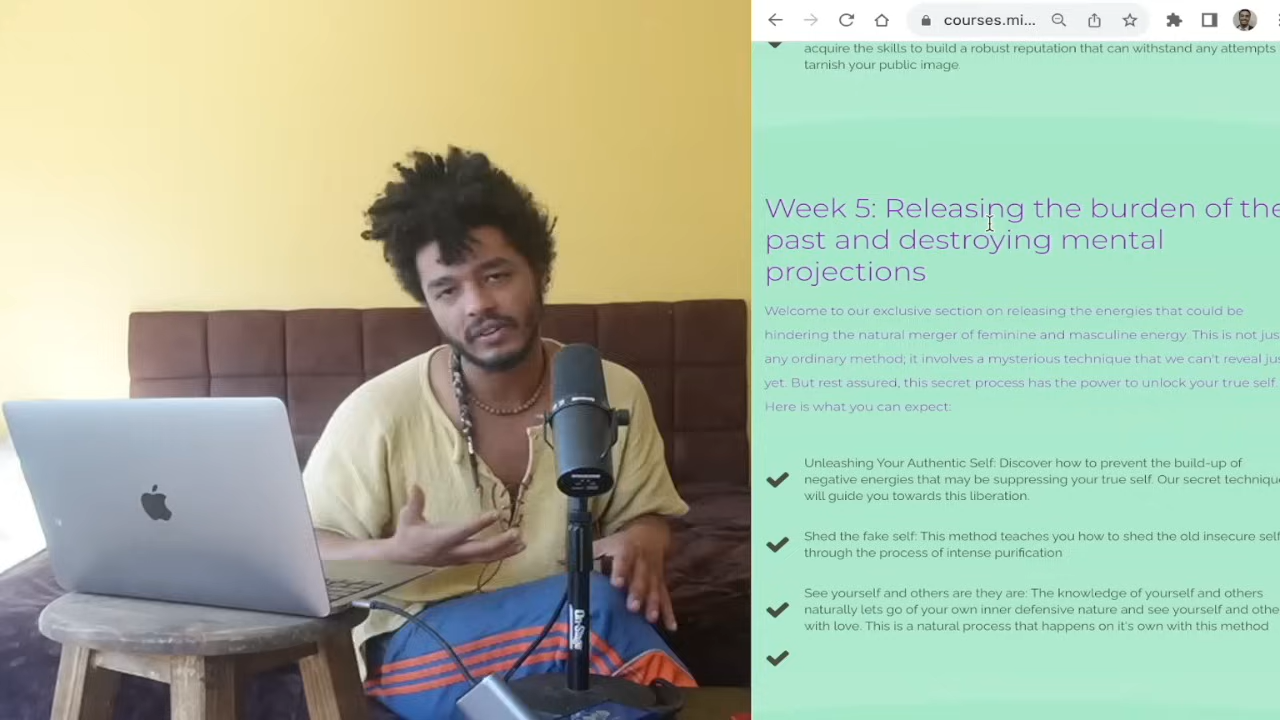 courses.mi...
acquire the skills to build a robust reputation that can withstand any attempts
tarnish your public image.
Week 5: Releasing the burden of the
past and destroying mental
projections
Welcome to our exclusive section on releasing the energies that could be
hindering the natural merger of feminine and masculine energy. This is not jus
any ordinary method; it involves a mysterious technique that we can't reveal jus
yet. But rest assured, this secret process has the power to unlock your true self.
Here is what you can expect:
Unleashing Your Authentic Self: Discover how to prevent the build-up of
negative energies that may be suppressing your true self. Our secret technique
will guide you towards this liberation.
Shed the fake self: This method teaches you how to shed the old insecure self
through the process of intense purification
See yourself and others are they are: The knowledge of yourself and others
naturally lets go of your own inner defensive nature and see yourself and othe
with love. This is a natural process that happens on it's own with this method
On-Stage